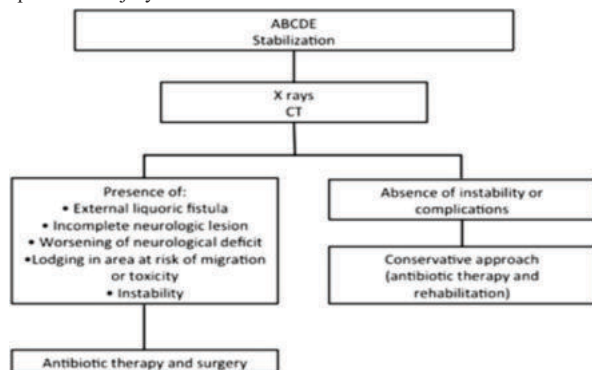 ABCDE
Stabilization
X rays
CT
Presence of:
• External liquoric fistula
• Incomplete neurologic lesion
• Worsening of neurological deficit
•Lodging in area at risk of migration
or toxicity
• Instability
Absence of instability or
complications
Conservative approach
(antibiotic therapy and
rehabilitation)
Antibiotic therapy and surgery